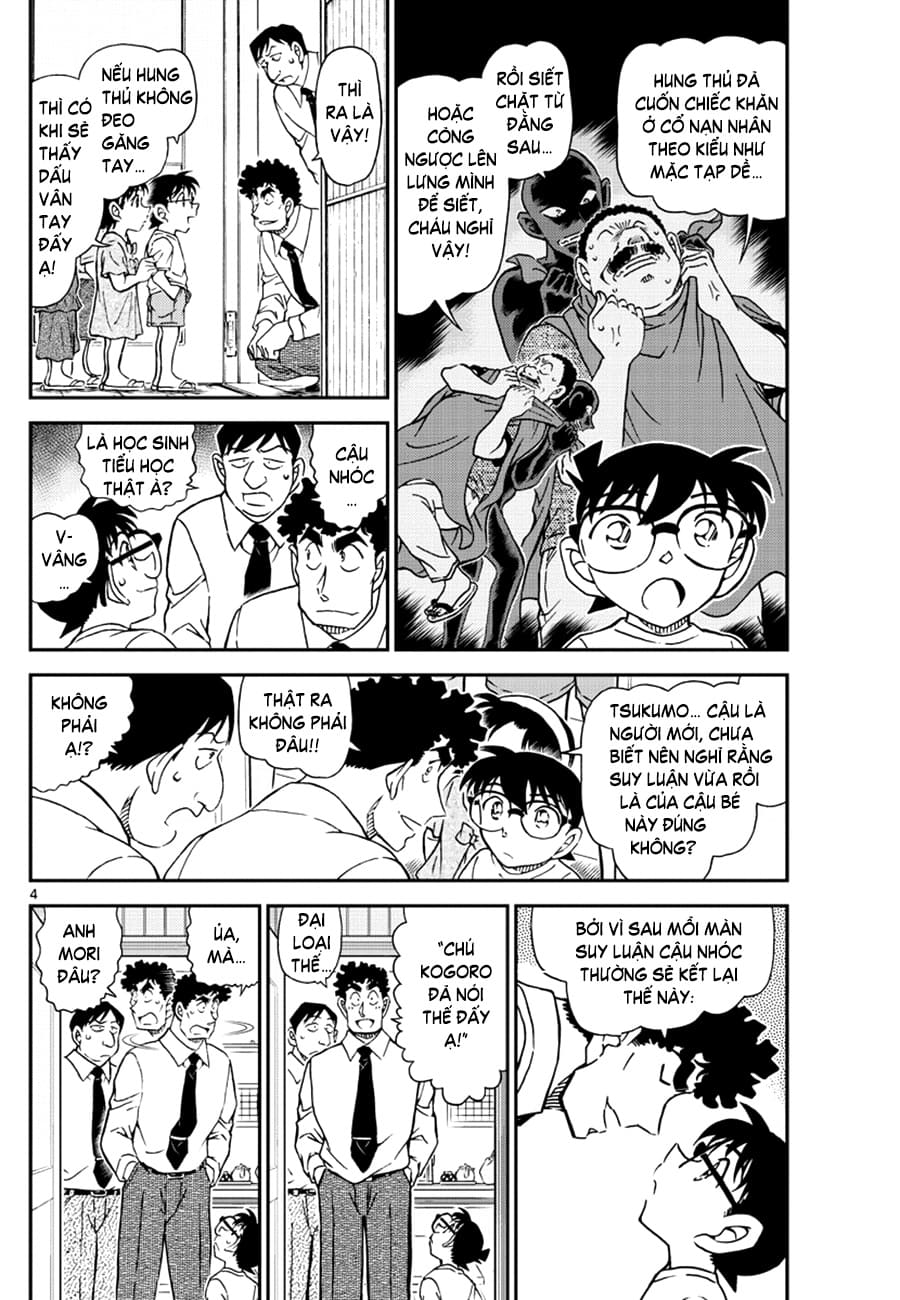 HUNG THỦ ĐÃ
CUỐN CHIẾC KHĂN
Ở CỔ NẠN NHÂN
THEO KIỂU NHƯ
MẶC TẠP DỀ...
RỒI SIẾT
CHẶT TỪ
ĐẰNG
SAU...
HOẶC
CÕNG
NGƯỢC LÊN
LƯNG MÌNH
ĐỂ SIẾT,
CHÁU NGHĨ
VẬY!
THÌ
RA LÀ
VẬY!
NẾU HUNG
THỦ KHÔNG
ĐEO
GĂNG
TAY...
THÌ CÓ
KHI SẼ
THẤY
DẤU
VÂN
TAY ĐẤY
Ạ!
CẬU
NHÓC
...
LÀ HỌC SINH
TIỂU HỌC
THẬT À?
V-
VÂNG
...
TSUKUMO... CẬU LÀ
NGƯỜI MỚI, CHƯA
BIẾT NÊN NGHĨ RẰNG
SUY LUẬN VỪA RỒI
LÀ CỦA CẬU BÉ
NÀY ĐÚNG
KHÔNG?
THẬT RA
KHÔNG PHẢI
ĐÂU!!
KHÔNG
PHẢI
Ạ!?
4
BỞI VÌ SAU MỖI MÀN
SUY LUẬN CẬU NHÓC
THƯỜNG SẼ KẾT LẠI
THẾ NÀY:
"CHÚ
KOGORO
ĐÃ NÓI
THẾ ĐẤY
Ạ!"
ĐẠI
LOẠI
THẾ...
ỦA,
MÀ...
ANH
MORI
ĐÂU?